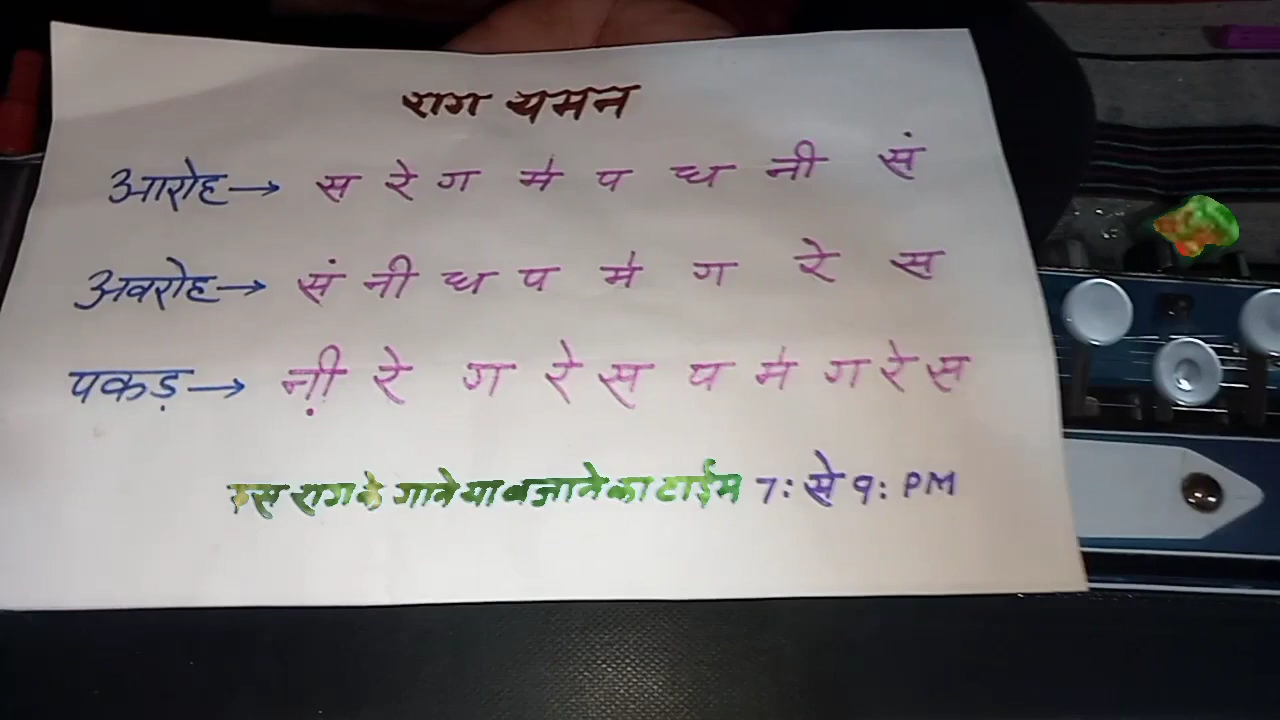 राग यमन
आरोह→ स रे ग मे प ध नी सं
अवरोह→ सं नी ध प मे ग रे स
पकड़→ ऩी रे ग रे स प मे ग रे स
इस राग के गाने या बजाने का टाईम 7: से 9: PM